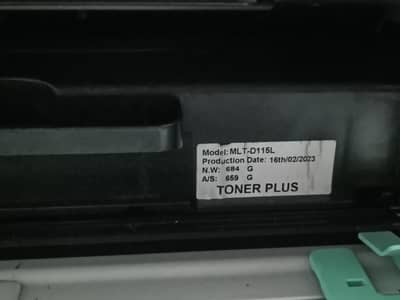 Model: MLT-D115L
Production Date: 16th/02/2023
N.W: 684 G
A/S: 659 G
TONER PLUS